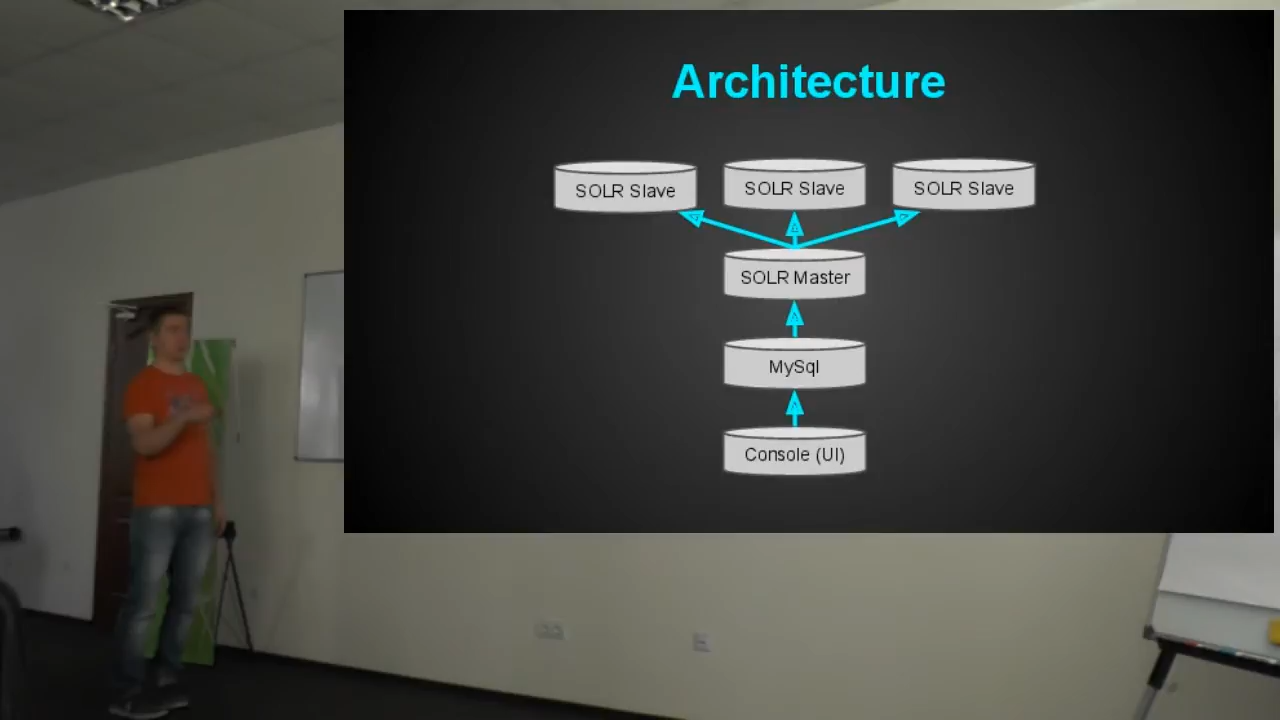 Architecture
SOLR Slave
SOLR Slave
SOLR Slave
SOLR Master
MySql
Console (UI)